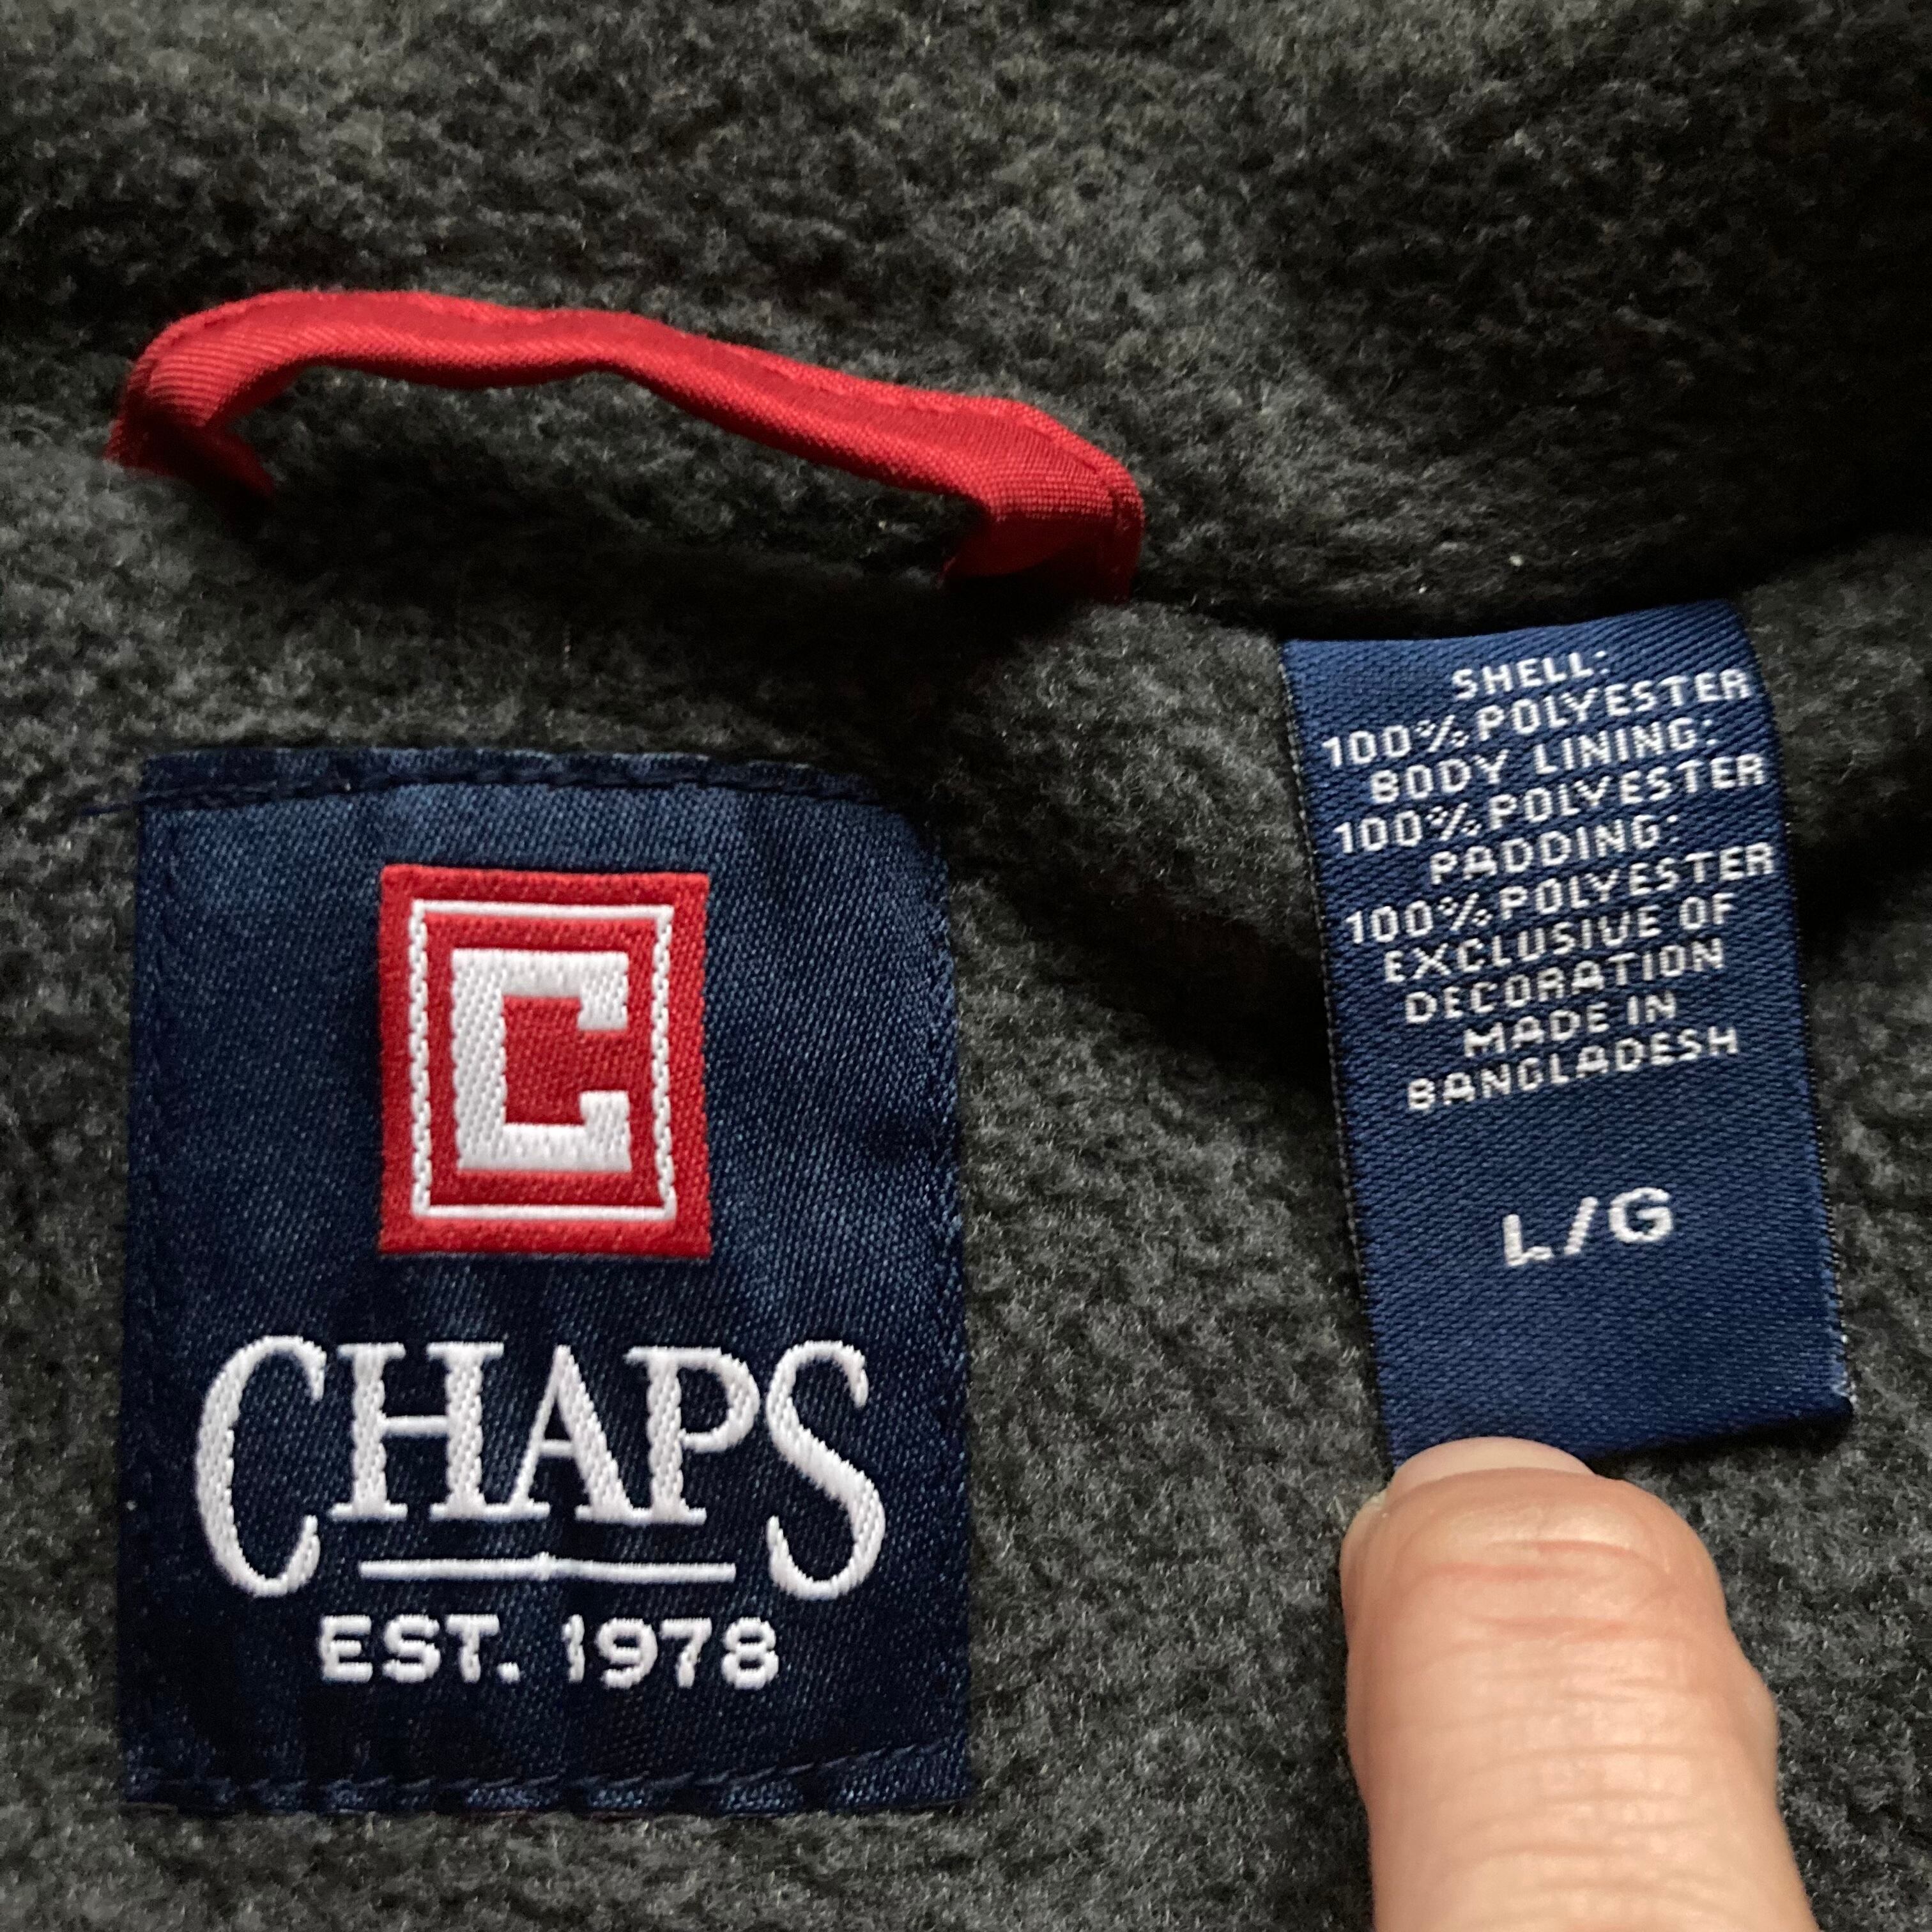 C
CHAPS
EST. 1978
SHELL:
100% POLYESTER
BODY LINING:
100% POLYESTER
PADDING:
100% POLYESTER
EXCLUSIVE OF
DECORATION
MADE IN
BANGLADESH
L/G